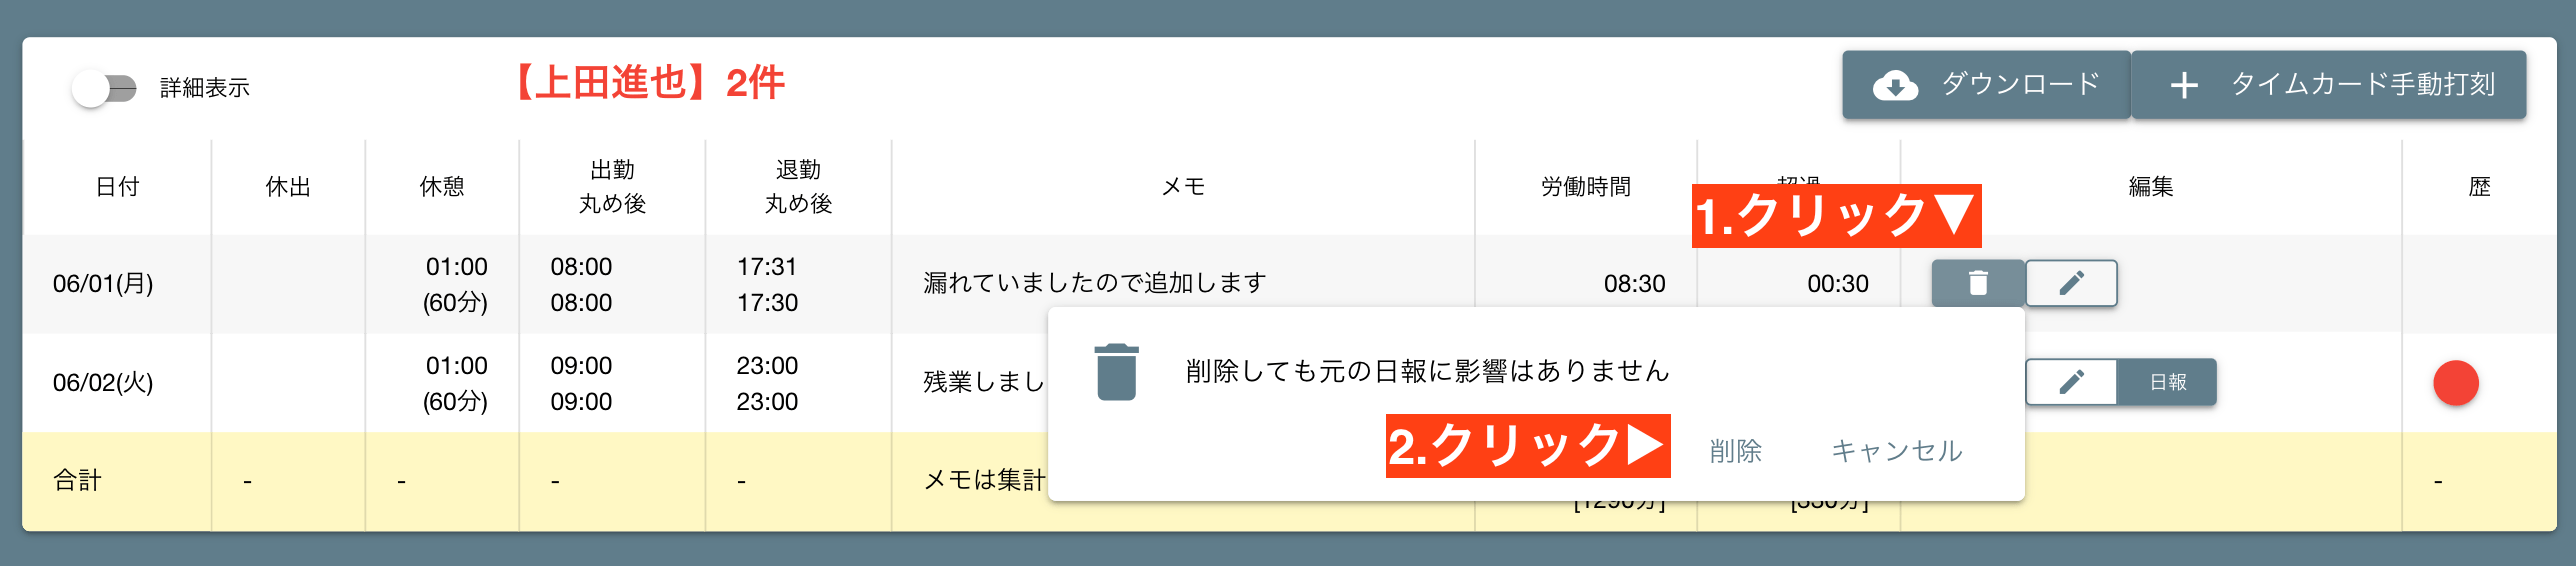 詳細表示
【上田進也】2件
ダウンロード
タイムカード手動打刻
日付
休出
休憩
出勤
丸め後
退勤
丸め後
メモ
労働時間
超過
編集
歴
1.クリック▼
06/01(月)
01:00
(60分)
08:00
08:00
17:31
17:30
漏れていましたので追加します
08:30
00:30
06/02(火)
01:00
(60分)
09:00
09:00
23:00
23:00
残業しまし
日報
削除しても元の日報に影響はありません
2.クリック▶
削除
キャンセル
合計
-
-
-
-
メモは集計
[1290分]
-